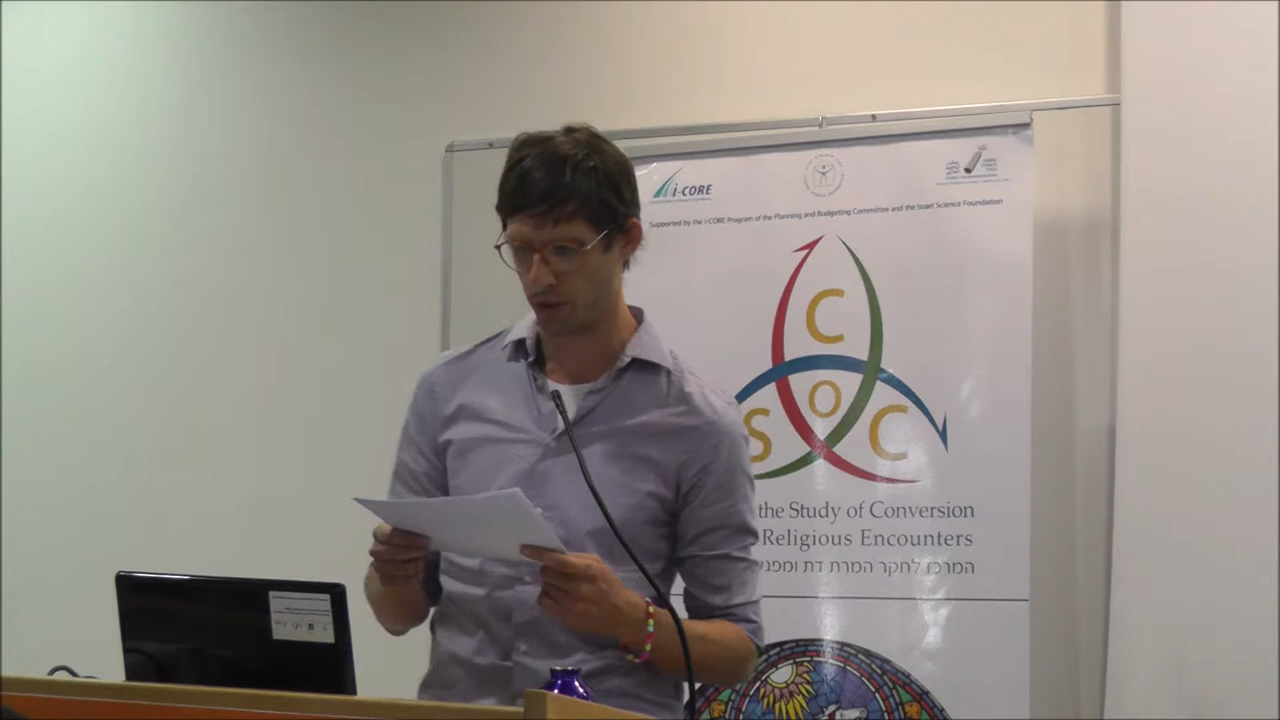 i-CORE
Supported by the I-CORE Program of the Planning and Budgeting Committee and the Israel Science Foundation
C
S O C
the Study of Conversion
Religious Encounters
המרכז לחקר המרת דת ומפג